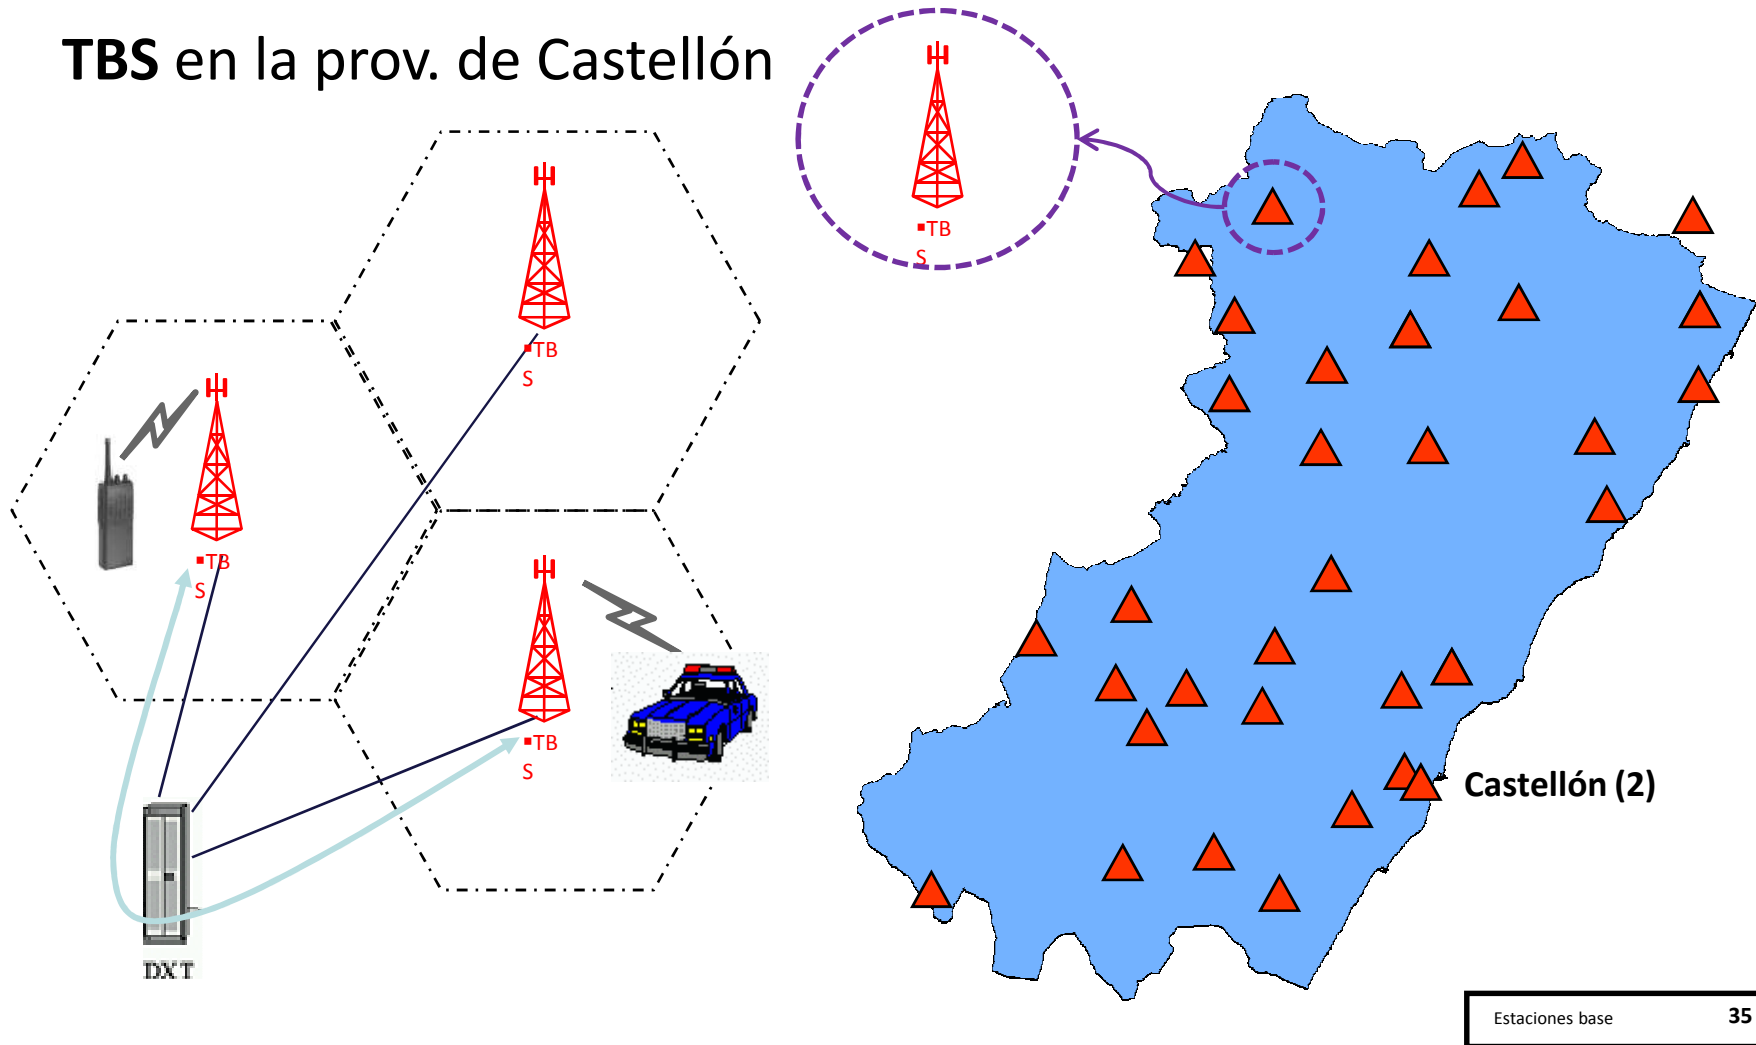 TBS en la prov. de Castellón
▪TB
S
▪TB
S
▪TB
S
▪TB
S
DXT
Castellón (2)
Estaciones base 35